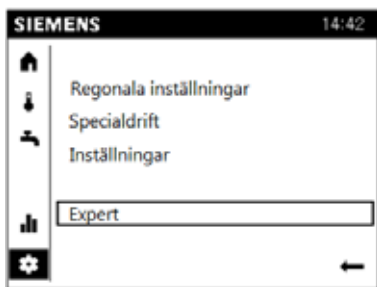 SIEMENS 14:42
Regonala inställningar
Specialdrift
Inställningar
Expert